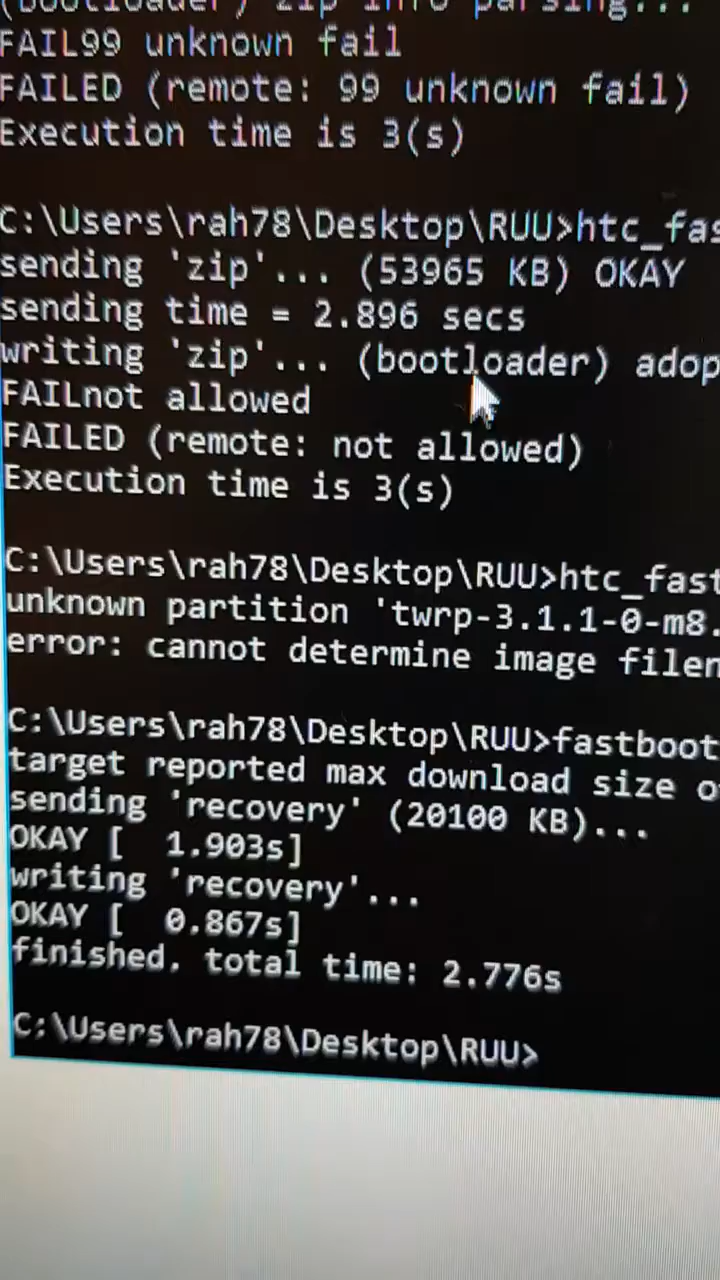 (bootloader) zip info parsing...
FAIL99 unknown fail
FAILED (remote: 99 unknown fail)
Execution time is 3(s)
C:\Users\rah78\Desktop\RUU>htc_fas
sending 'zip'... (53965 KB) OKAY
sending time = 2.896 secs
writing 'zip'... (bootloader) adop
FAILnot allowed
FAILED (remote: not allowed)
Execution time is 3(s)
C:\Users\rah78\Desktop\RUU>htc_fast
unknown partition 'twrp-3.1.1-0-m8.
error: cannot determine image filen
C:\Users\rah78\Desktop\RUU>fastboot
target reported max download size o
sending 'recovery' (20100 KB)...
OKAY [  1.903s]
writing 'recovery'...
OKAY [  0.867s]
finished. total time: 2.776s
C:\Users\rah78\Desktop\RUU>